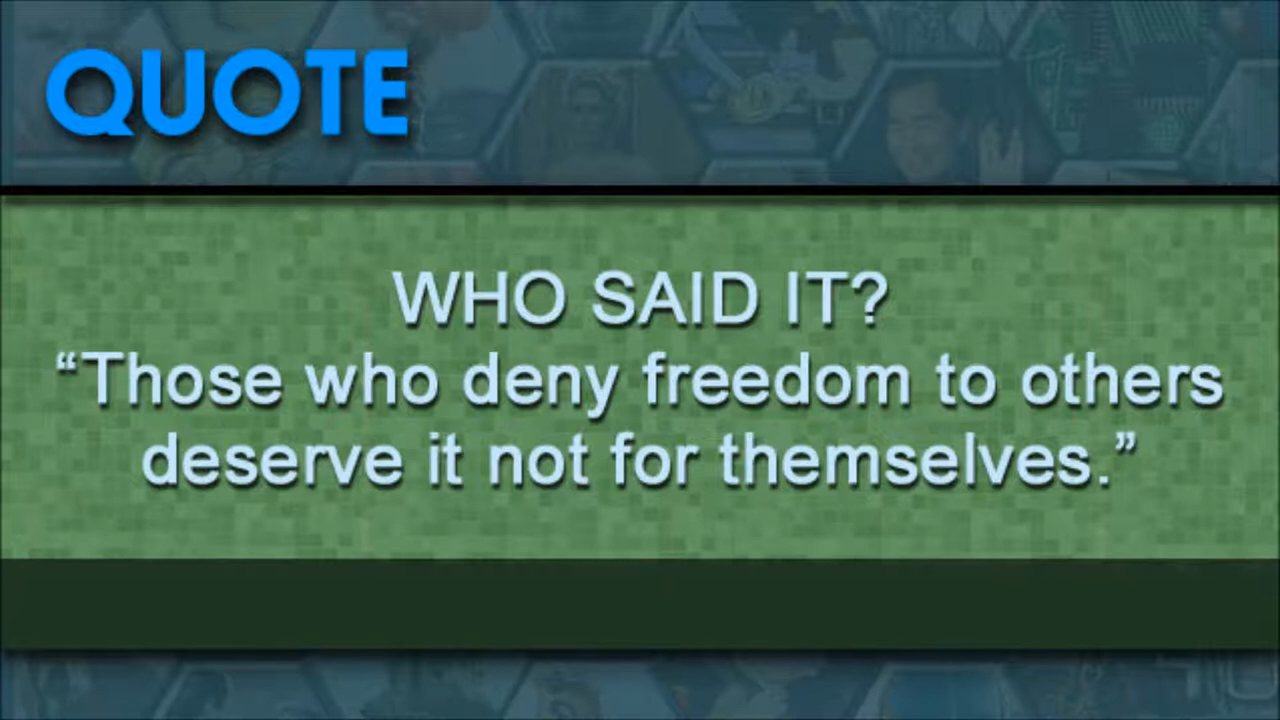 QUOTE
WHO SAID IT?
“Those who deny freedom to others
deserve it not for themselves.”